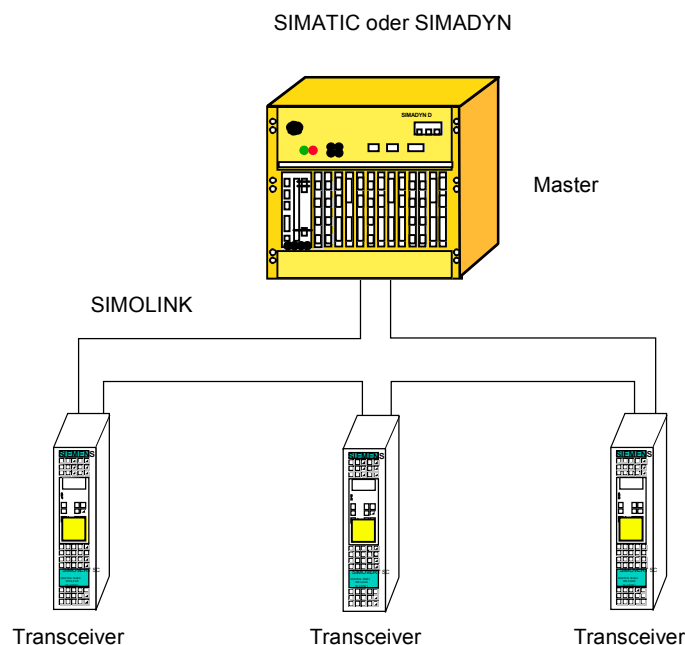 SIMATIC oder SIMADYN
SIMADYN D
Master
SIMOLINK
SIEMENS
SIEMENS
SIEMENS
Transceiver
Transceiver
Transceiver